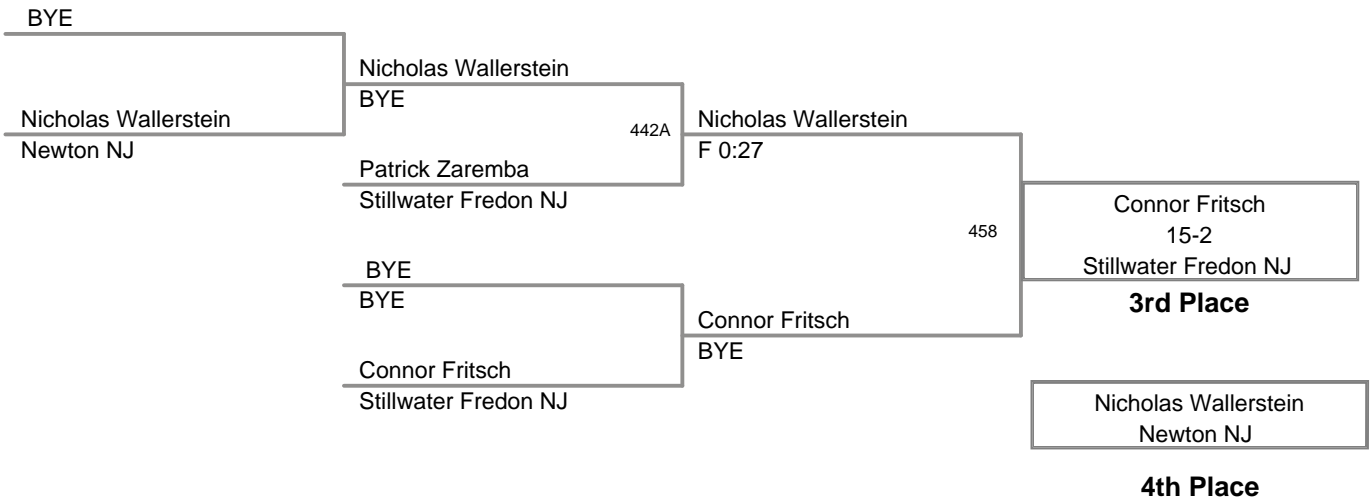 BYE
Nicholas Wallerstein
Newton NJ
Nicholas Wallerstein
BYE
442A
Patrick Zaremba
Stillwater Fredon NJ
BYE
BYE
Connor Fritsch
Stillwater Fredon NJ
Nicholas Wallerstein
F 0:27
458
Connor Fritsch
BYE
Connor Fritsch
15-2
Stillwater Fredon NJ
3rd Place
Nicholas Wallerstein
Newton NJ
4th Place